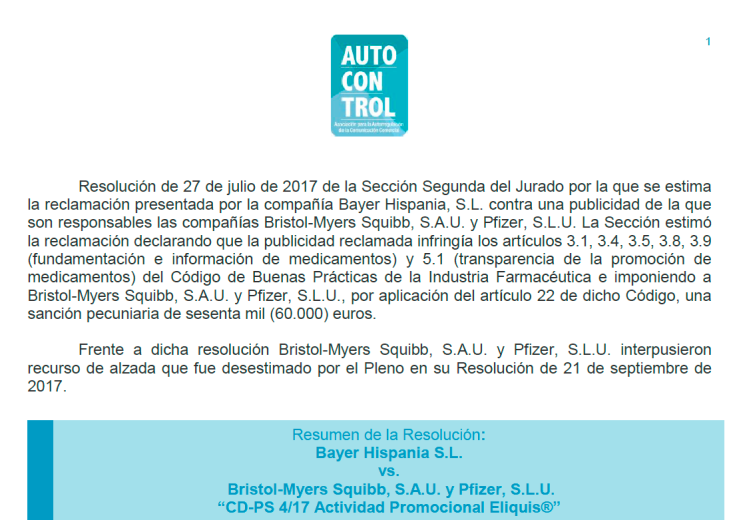 1
AUTO
CON
TROL
Asociación para la Autorregulación
de la Comunicación Comercial
Resolución de 27 de julio de 2017 de la Sección Segunda del Jurado por la que se estima
la reclamación presentada por la compañía Bayer Hispania, S.L. contra una publicidad de la que
son responsables las compañías Bristol-Myers Squibb, S.A.U. y Pfizer, S.L.U. La Sección estimó
la reclamación declarando que la publicidad reclamada infringía los artículos 3.1, 3.4, 3.5, 3.8, 3.9
(fundamentación e información de medicamentos) y 5.1 (transparencia de la promoción de
medicamentos) del Código de Buenas Prácticas de la Industria Farmacéutica e imponiendo a
Bristol-Myers Squibb, S.A.U. y Pfizer, S.L.U., por aplicación del artículo 22 de dicho Código, una
sanción pecuniaria de sesenta mil (60.000) euros.
Frente a dicha resolución Bristol-Myers Squibb, S.A.U. y Pfizer, S.L.U. interpusieron
recurso de alzada que fue desestimado por el Pleno en su Resolución de 21 de septiembre de
2017.
Resumen de la Resolución:
Bayer Hispania S.L.
vs.
Bristol-Myers Squibb, S.A.U. y Pfizer, S.L.U.
“CD-PS 4/17 Actividad Promocional Eliquis®”